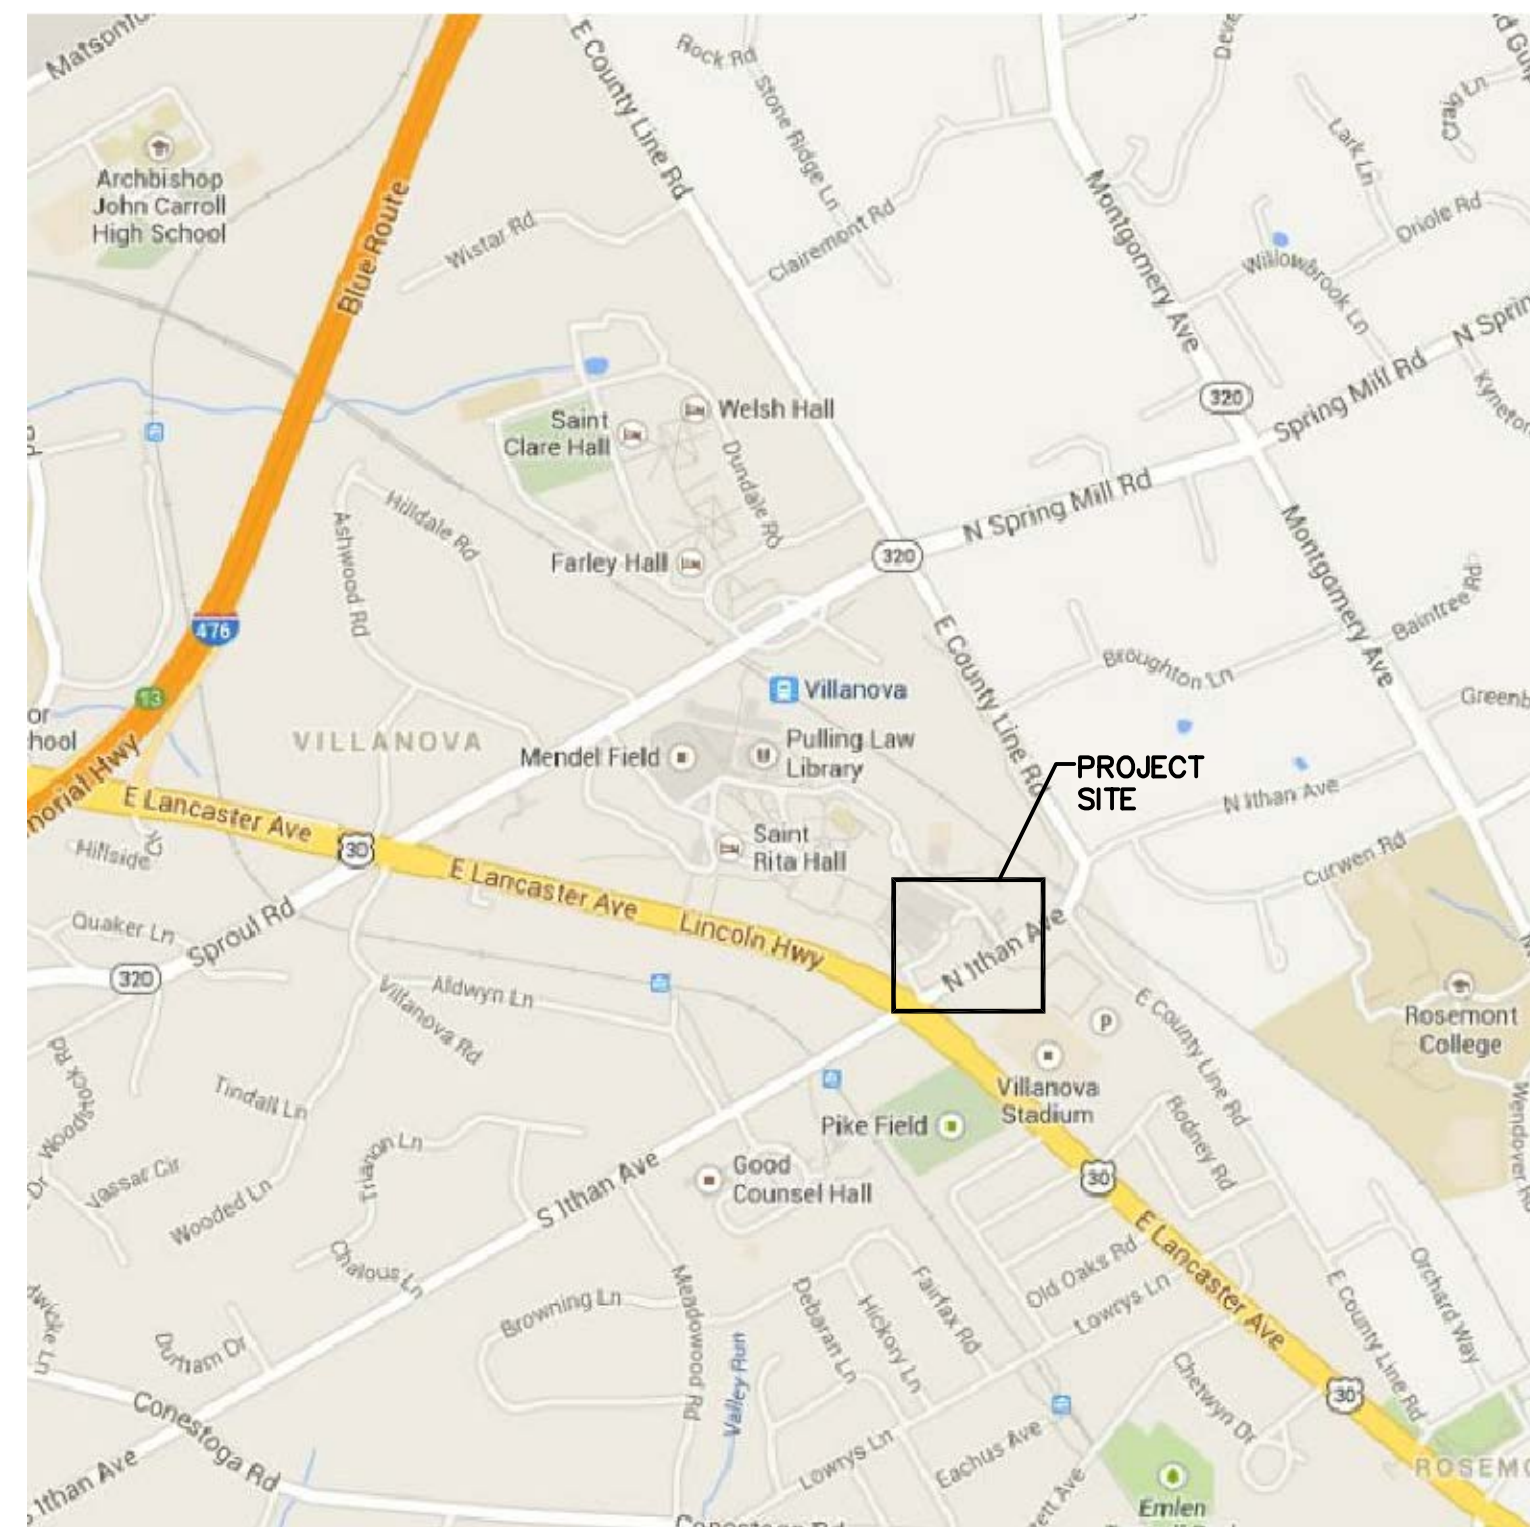 E County Line Rd
Rock Rd
Stone Ridge Ln
Craig Ln
Lark Ln
Archbishop
John Carroll
High School
Blue Route
Wistar Rd
Clairemont Rd
Montgomery Ave
Oriole Rd
Willowbrook Ln
320
Spring Mill Rd
Saint
Clare Hall
Welsh Hall
Dundale Rd
Hilldale Rd
Ashwood Rd
Farley Hall
320
N Spring Mill Rd
Montgomery Ave
Baintree Rd
476
13
E County Line Rd
Broughton Ln
Villanova
VILLANOVA
Mendel Field
Pulling Law
Library
PROJECT
SITE
N Ithan Ave
E Lancaster Ave
30
Hillside
Saint
Rita Hall
Curwen Rd
E Lancaster Ave
Lincoln Hwy
Quaker Ln
Sproul Rd
320
N Ithan Ave
Aldwyn Ln
Villanova Rd
E County Line Rd
P
Rosemont
College
Villanova
Stadium
Pike Field
Tindall Ln
Woodstock Rd
Trianon Ln
Vassar Cir
Dr
Wooded Ln
S Ithan Ave
Good
Counsel Hall
Rodney Rd
30
E Lancaster Ave
Chalous Ln
Old Oaks Rd
Lowrys Ln
Orchard Way
E County Line Rd
Browning Ln
Meadowood Rd
Debaran Ln
Hickory Ln
Fairfax Rd
Durham Dr
Valley Run
Chetwyn Dr
30
Conestoga Rd
Lowrys Ln
Eachus Ave
Ithan Ave
Emlen